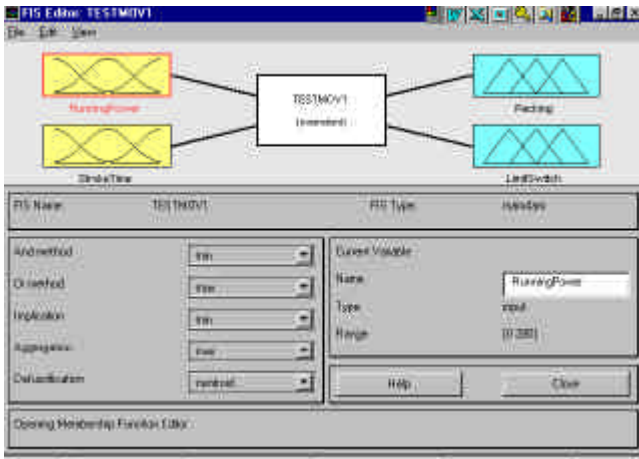 FIS Editor: TESTMOV1
File Edit View
RunningPower
TESTMOV1
(mamdani)
Packing
StrokeTime
LimitSwitch
FIS Name: TESTMOV1 FIS Type: mamdani
And method min
Or method max
Implication min
Aggregation max
Defuzzification centroid
Current Variable
Name RunningPower
Type input
Range
Help Close
Opening Membership Function Editor